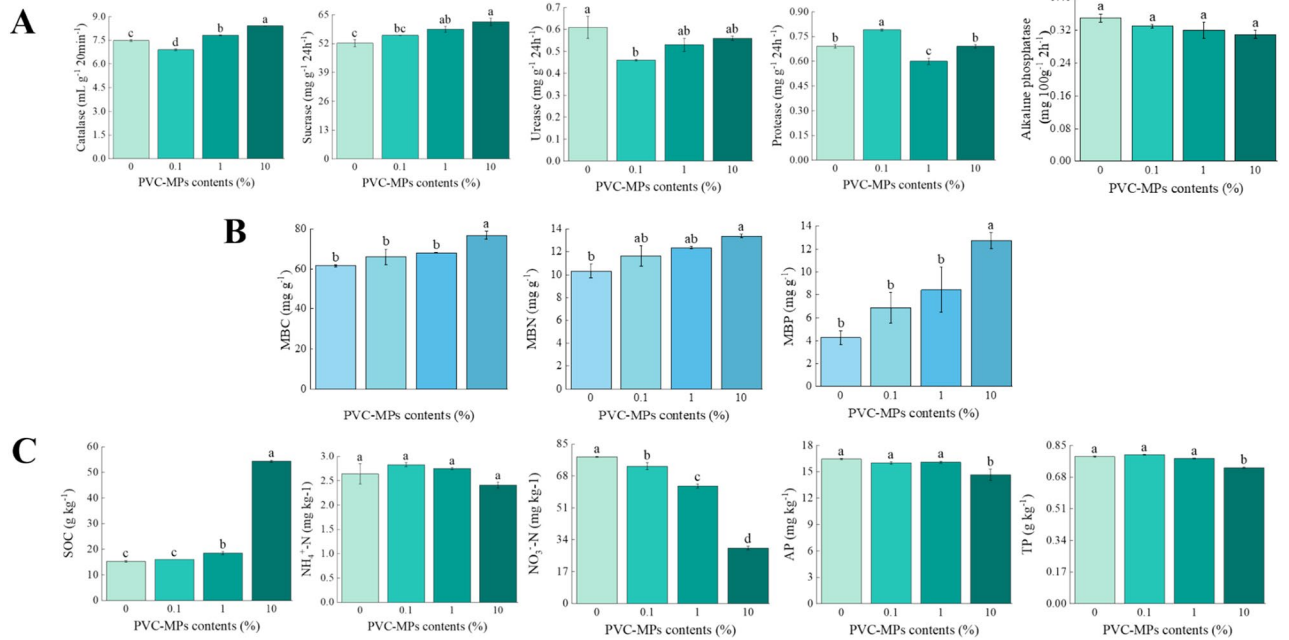 A
Catalase (mL g⁻¹ 20min⁻¹)
9.0
7.5
6.0
4.5
3.0
1.5
0.0
c d b a
0 0.1 1 10
PVC-MPs contents (%)
Sucrase (mg g⁻¹ 24h⁻¹)
65
52
39
26
13
0
c bc ab a
0 0.1 1 10
PVC-MPs contents (%)
Urease (mg g⁻¹ 24h⁻¹)
0.7
0.6
0.5
0.4
0.3
0.2
0.1
0.0
a b ab ab
0 0.1 1 10
PVC-MPs contents (%)
Protease (mg g⁻¹ 24h⁻¹)
0.90
0.75
0.60
0.45
0.30
0.15
0.00
b a c b
0 0.1 1 10
PVC-MPs contents (%)
Alkaline phosphatase
(mg 100g⁻¹ 2h⁻¹)
0.32
0.24
0.16
0.08
0.00
a a a a
0 0.1 1 10
PVC-MPs contents (%)
B
MBC (mg g⁻¹)
80
60
40
20
0
b b b a
PVC-MPs contents (%)
MBN (mg g⁻¹)
14
12
10
8
6
4
2
0
b ab ab a
0 0.1 1 10
PVC-MPs contents (%)
MBP (mg g⁻¹)
14
12
10
8
6
4
2
0
b b b a
0 0.1 1 10
PVC-MPs contents (%)
C
SOC (g kg⁻¹)
60
50
40
30
20
10
0
c c b a
0 0.1 1 10
PVC-MPs contents (%)
NH₄⁺-N (mg kg-1)
3.0
2.5
2.0
1.5
1.0
0.5
0.0
a a a a
0 0.1 1 10
PVC-MPs contents (%)
NO₃⁻-N (mg kg-1)
85
68
51
34
17
0
a b c d
0 0.1 1 10
PVC-MPs contents (%)
AP (mg kg⁻¹)
18
15
12
9
6
3
0
a a a b
0 0.1 1 10
PVC-MPs contents (%)
TP (g kg⁻¹)
0.85
0.68
0.51
0.34
0.17
0.00
a a a b
0 0.1 1 10
PVC-MPs contents (%)